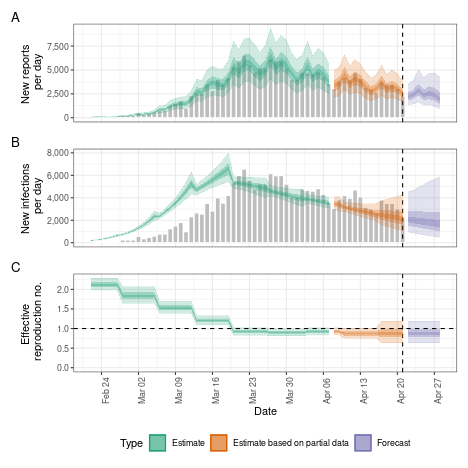 A
New reports
per day
7,500
5,000
2,500
0
B
New infections
per day
8,000
6,000
4,000
2,000
0
C
Effective
reproduction no.
2.0
1.5
1.0
0.5
0.0
Feb 24
Mar 02
Mar 09
Mar 16
Mar 23
Mar 30
Apr 06
Apr 13
Apr 20
Apr 27
Date
Type Estimate Estimate based on partial data Forecast